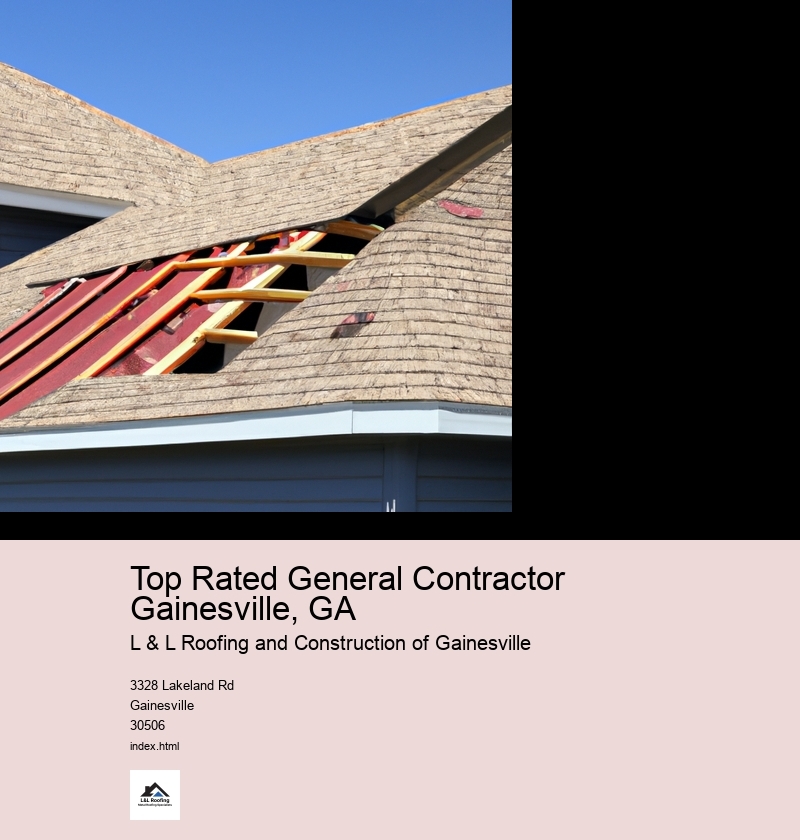 Top Rated General Contractor
Gainesville, GA
L & L Roofing and Construction of Gainesville
3328 Lakeland Rd
Gainesville
30506
index.html
L&L Roofing